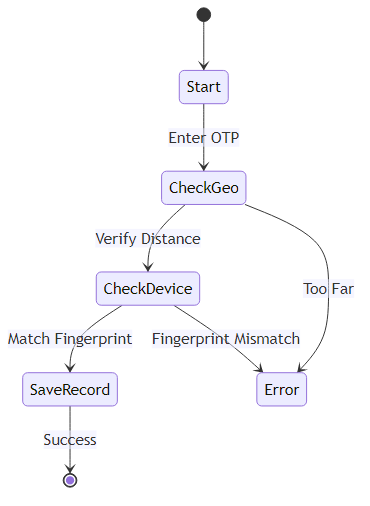 Start
Enter OTP
CheckGeo
Verify Distance
CheckDevice
Too Far
Match Fingerprint
Fingerprint Mismatch
SaveRecord
Error
Success